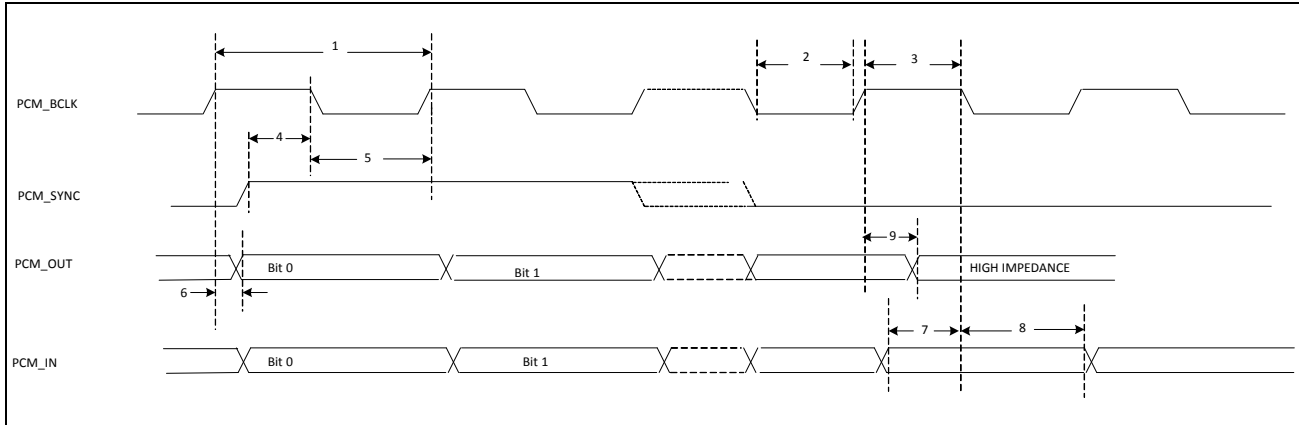 1
2
3
PCM_BCLK
4
5
PCM_SYNC
9
PCM_OUT
Bit 0
Bit 1
HIGH IMPEDANCE
6
7
8
PCM_IN
Bit 0
Bit 1